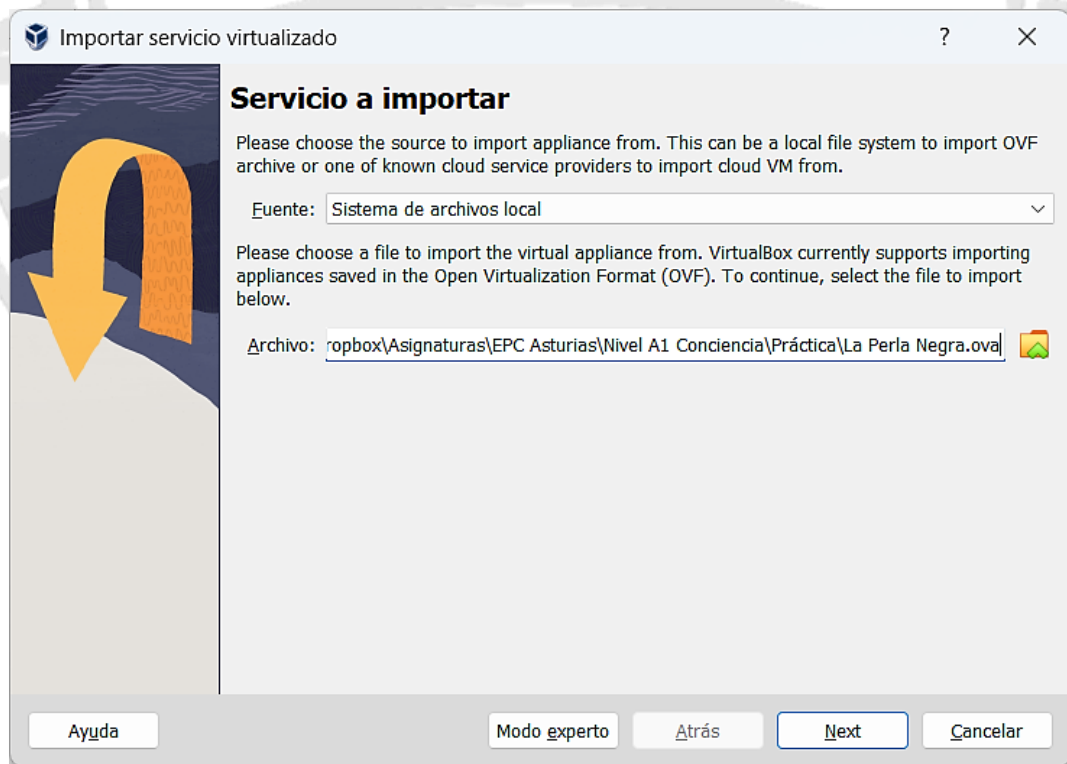 Importar servicio virtualizado
?
Servicio a importar
Please choose the source to import appliance from. This can be a local file system to import OVF
archive or one of known cloud service providers to import cloud VM from.
Fuente: Sistema de archivos local
Please choose a file to import the virtual appliance from. VirtualBox currently supports importing
appliances saved in the Open Virtualization Format (OVF). To continue, select the file to import
below.
Archivo: ropbox\Asignaturas\EPC Asturias\Nivel A1 Conciencia\Práctica\La Perla Negra.ova
Ayuda Modo experto Atrás Next Cancelar